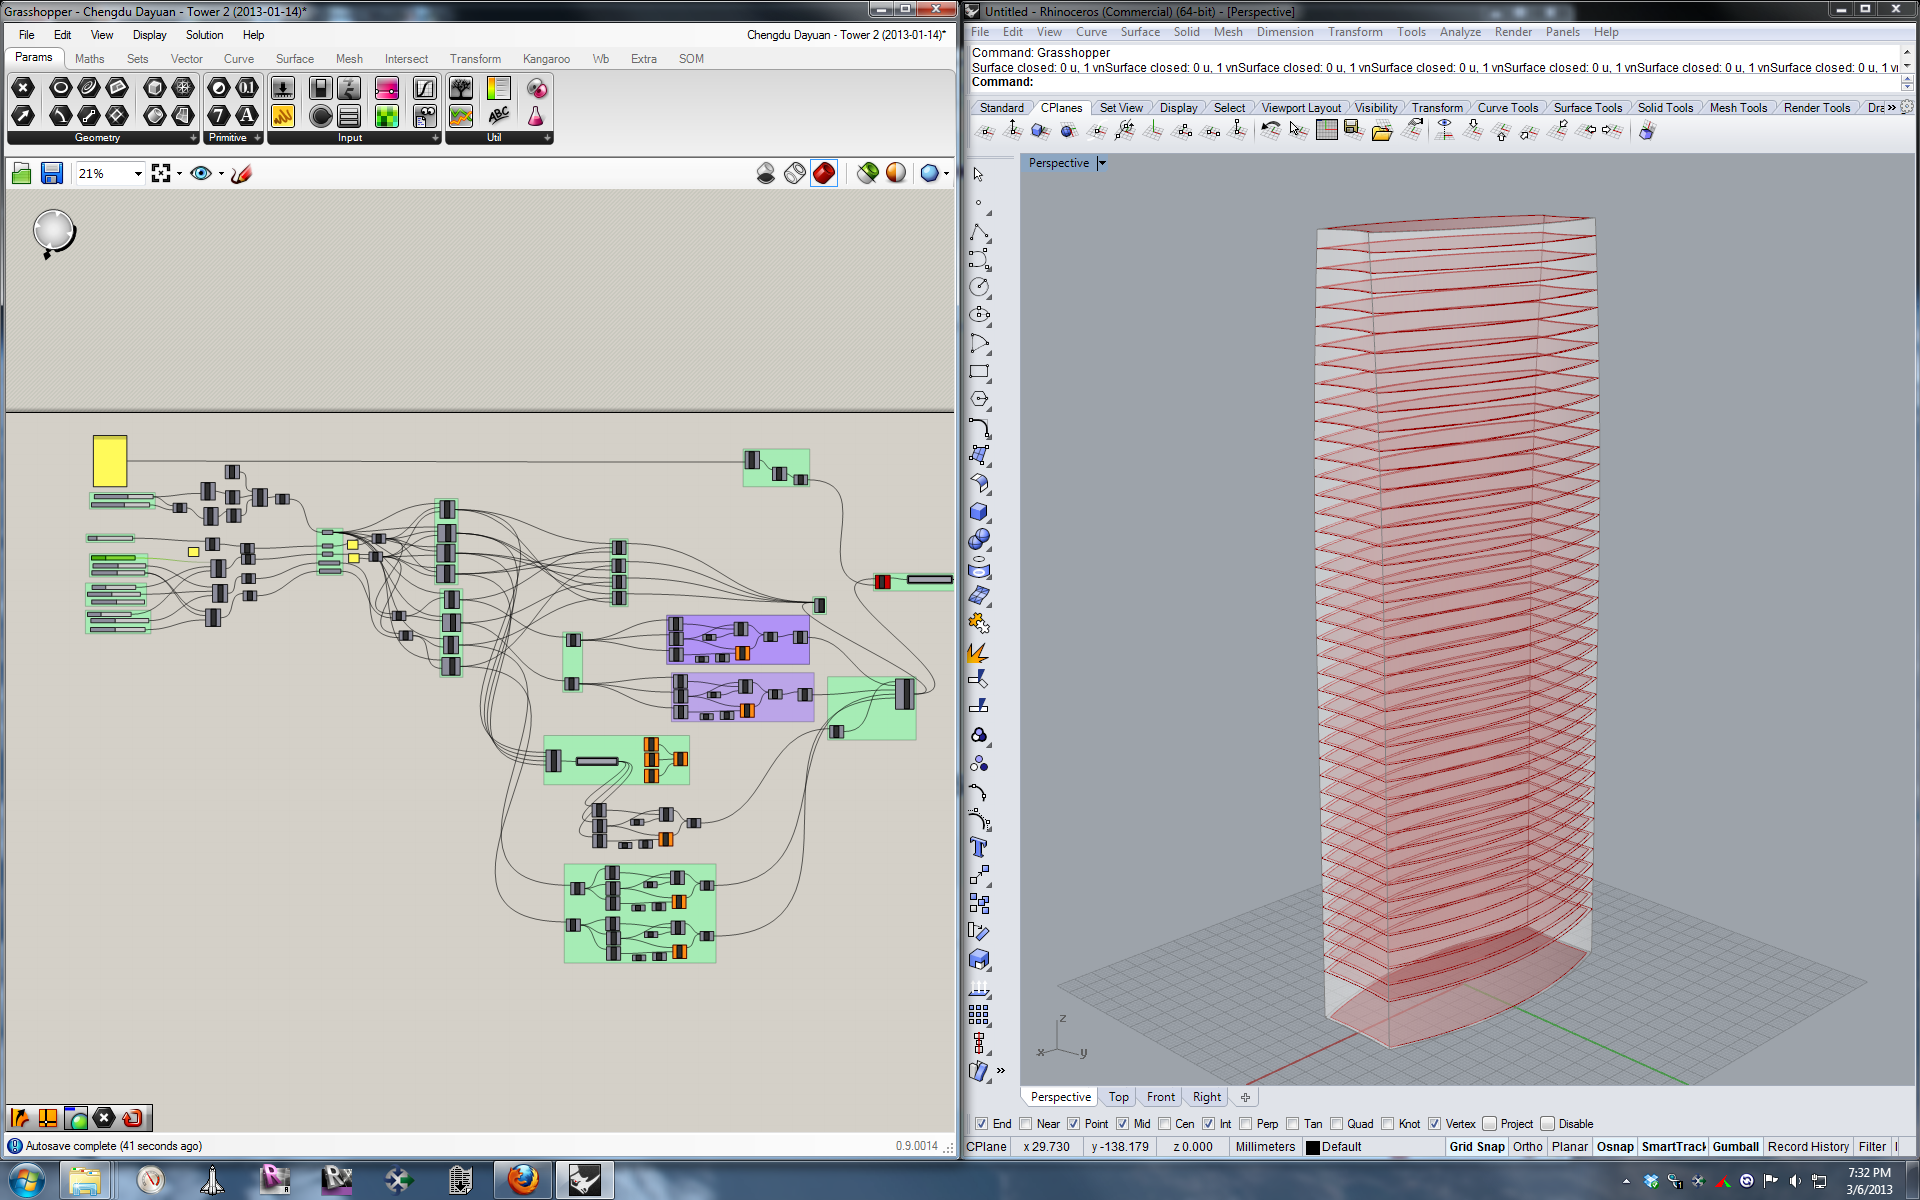 Grasshopper - Chengdu Dayuan - Tower 2 (2013-01-14)*
File Edit View Display Solution Help
Chengdu Dayuan - Tower 2 (2013-01-14)*
Params Maths Sets Vector Curve Surface Mesh Intersect Transform Kangaroo Wb Extra SOM
Geometry
Primitive
Input
Util
21%
Autosave complete (41 seconds ago)
0.9.0014
Untitled - Rhinoceros (Commercial) (64-bit) - [Perspective]
File Edit View Curve Surface Solid Mesh Dimension Transform Tools Analyze Render Panels Help
Command: Grasshopper
Surface closed: 0 u, 1 vnSurface closed: 0 u, 1 vnSurface closed: 0 u, 1 vnSurface closed: 0 u, 1 vnSurface closed: 0 u, 1 vnSurface closed: 0 u, 1 vnSurface closed: 0 u, 1 v
Command:
Standard CPlanes Set View Display Select Viewport Layout Visibility Transform Curve Tools Surface Tools Solid Tools Mesh Tools Render Tools Dra
Perspective
z
x y
Perspective Top Front Right
End Near Point Mid Cen Int Perp Tan Quad Knot Vertex Project Disable
CPlane x 29.730 y -138.179 z 0.000 Millimeters Default Grid Snap Ortho Planar Osnap SmartTrack Gumball Record History Filter
7:32 PM
3/6/2013